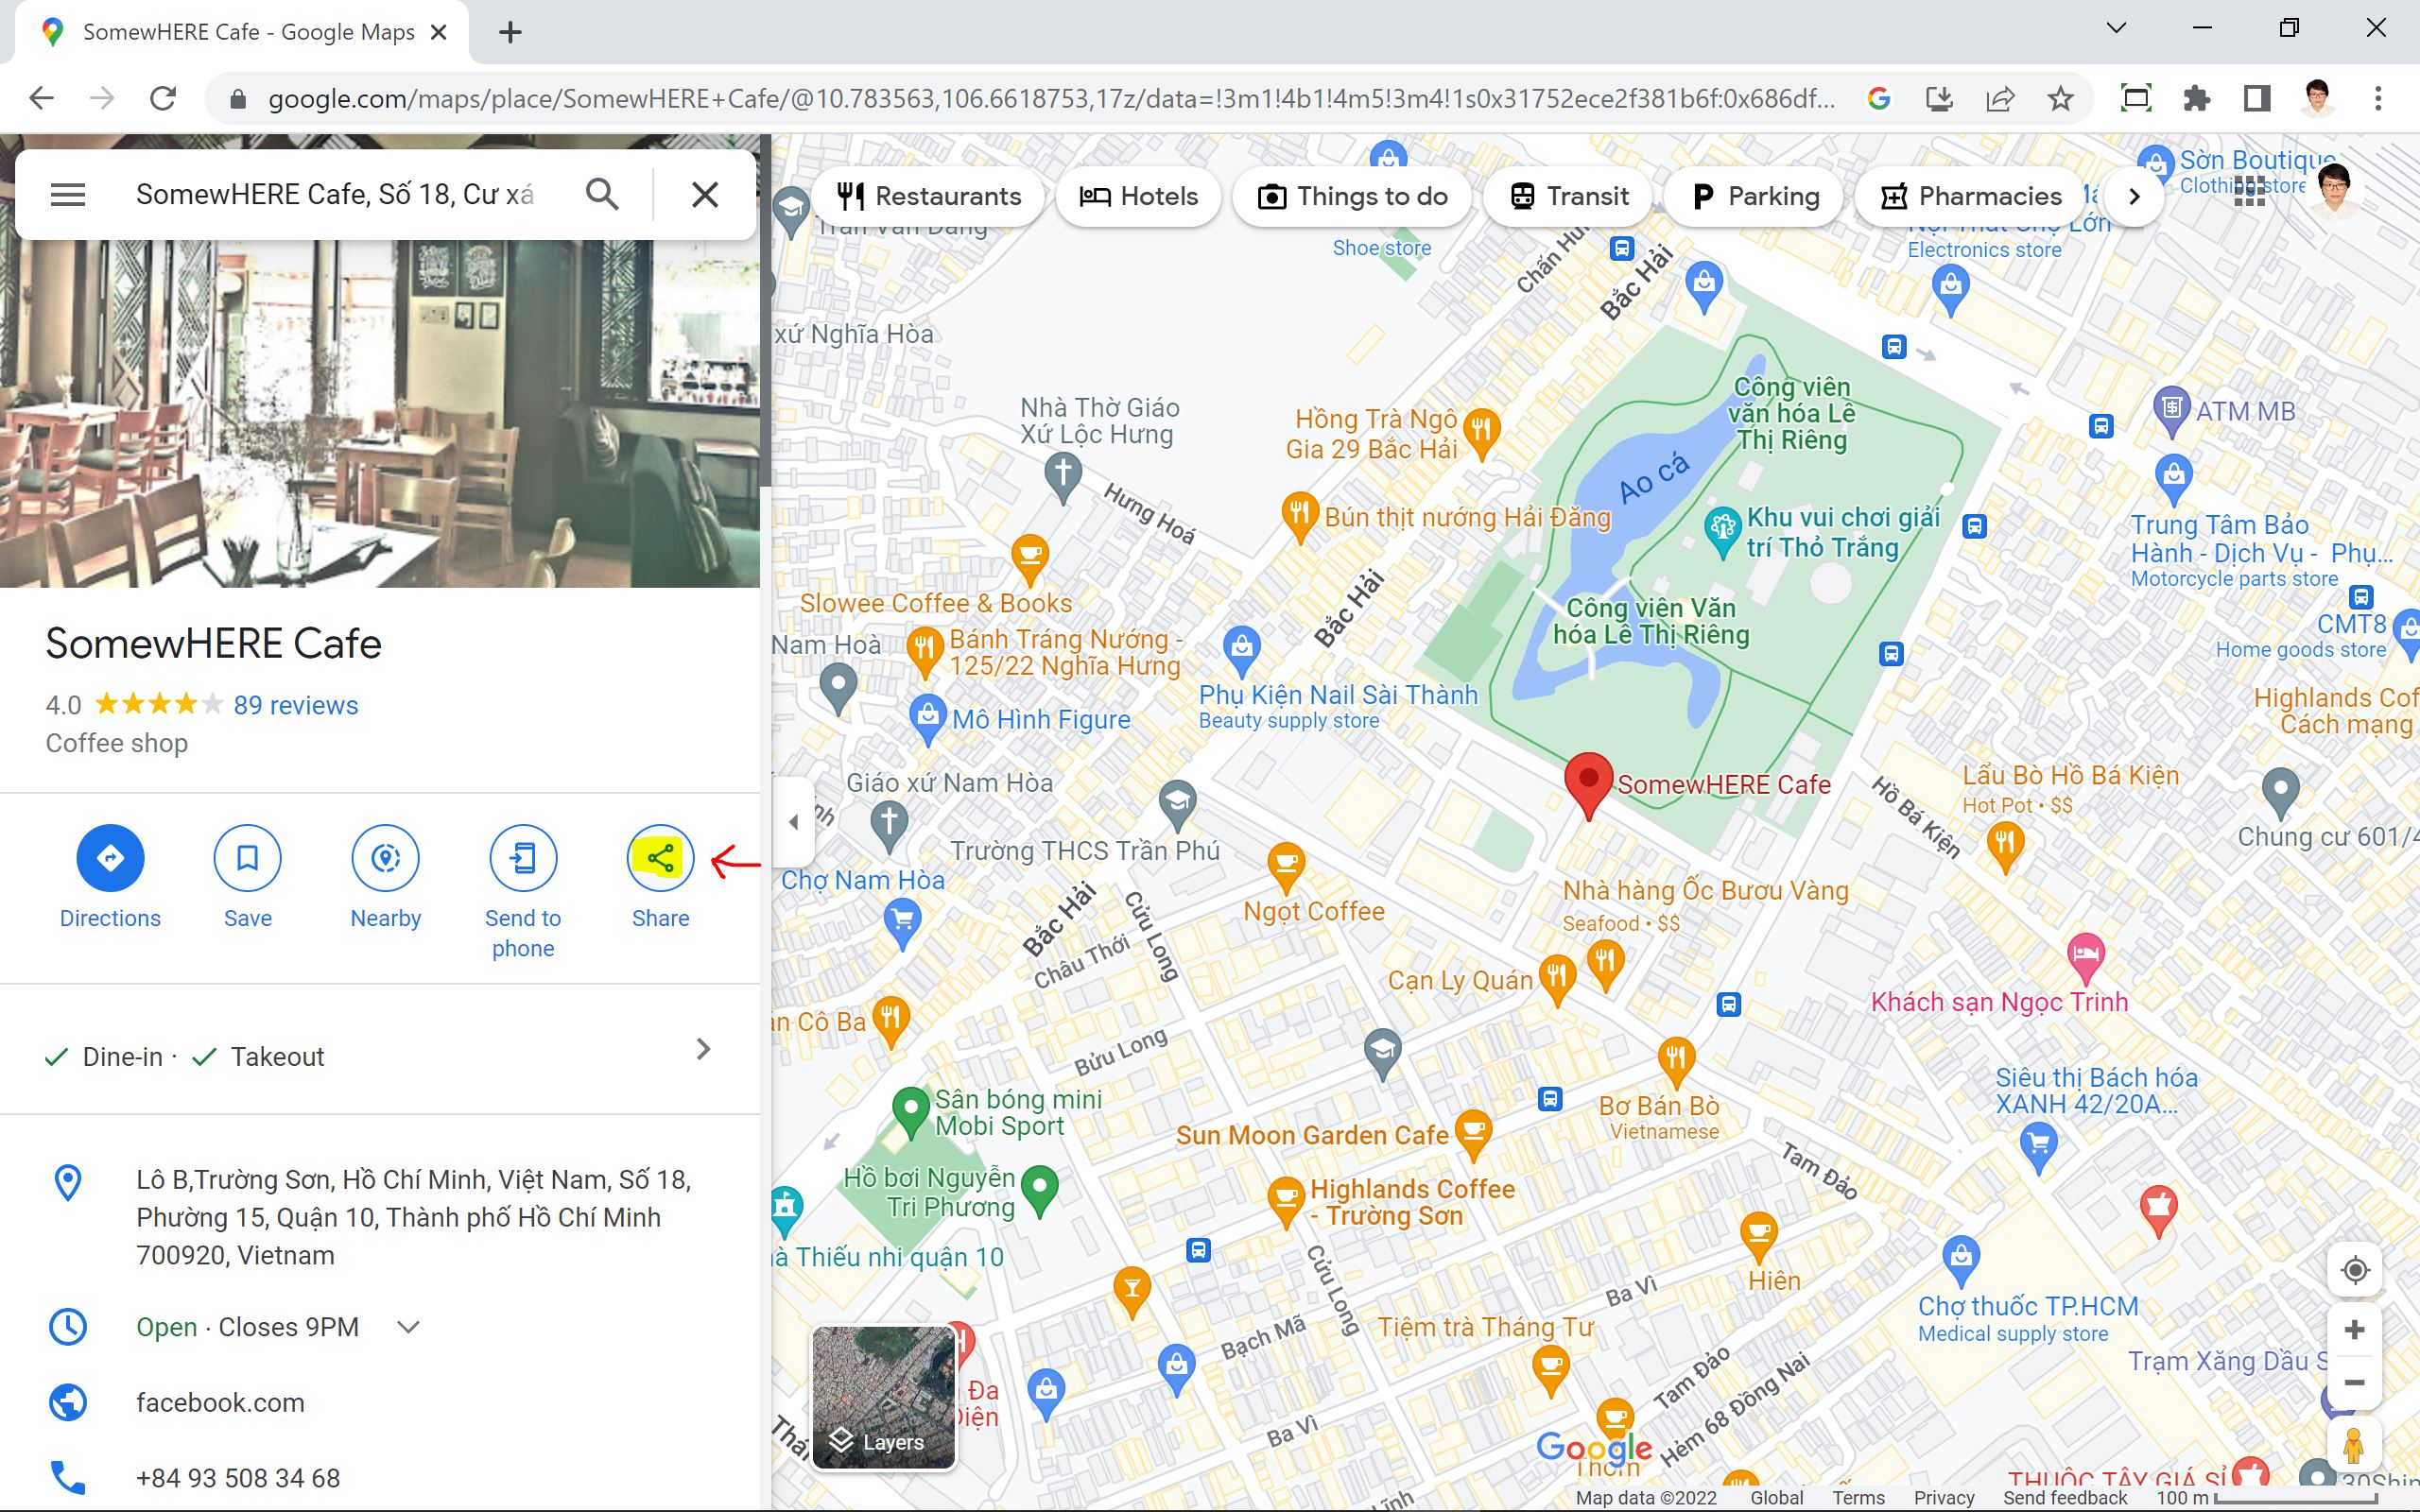 SomewHERE Cafe - Google Maps
google.com/maps/place/SomewHERE+Cafe/@10.783563,106.6618753,17z/data=!3m1!4b1!4m5!3m4!1s0x31752ece2f381b6f:0x686df...
SomewHERE Cafe, Số 18, Cư xá
SomewHERE Cafe
4.0
89 reviews
Coffee shop
Directions
Save
Nearby
Send to
phone
Share
Dine-in · Takeout
Lô B,Trường Sơn, Hồ Chí Minh, Việt Nam, Số 18,
Phường 15, Quận 10, Thành phố Hồ Chí Minh
700920, Vietnam
Open · Closes 9PM
facebook.com
+84 93 508 34 68
Restaurants
Hotels
Things to do
Transit
Parking
Pharmacies
Sờn Boutique
Clothing store
Shoe store
Electronics store
Bắc Hải
xứ Nghĩa Hòa
Nhà Thờ Giáo
Xứ Lộc Hưng
Hồng Trà Ngô
Gia 29 Bắc Hải
Công viên
văn hóa Lê
Thị Riêng
Ao cá
ATM MB
Hưng Hoá
Bún thịt nướng Hải Đăng
Khu vui chơi giải
trí Thỏ Trắng
Trung Tâm Bảo
Hành - Dịch Vụ - Phụ...
Motorcycle parts store
Slowee Coffee & Books
Bắc Hải
Công viên Văn
hóa Lê Thị Riêng
CMT8
Home goods store
Nam Hoà
Bánh Tráng Nướng -
125/22 Nghĩa Hưng
Phụ Kiện Nail Sài Thành
Beauty supply store
Mô Hình Figure
Highlands Cof
Cách mạng
Giáo xứ Nam Hòa
SomewHERE Cafe
Lẩu Bò Hồ Bá Kiện
Hot Pot • $$
Hồ Bá Kiện
Chung cư 601/4
Trường THCS Trần Phú
Chợ Nam Hòa
Ngọt Coffee
Nhà hàng Ốc Bươu Vàng
Seafood • $$
Bắc Hải
Cửu Long
Châu Thới
Cạn Ly Quán
Khách sạn Ngọc Trinh
Cô Ba
Bửu Long
Sân bóng mini
Mobi Sport
Sun Moon Garden Cafe
Bơ Bán Bò
Vietnamese
Siêu thị Bách hóa
XANH 42/20A...
Tam Đảo
Hồ bơi Nguyễn
Tri Phương
Highlands Coffee
- Trường Sơn
Thiếu nhi quận 10
Cửu Long
Ba Vì
Hiên
Chợ thuốc TP.HCM
Medical supply store
Bạch Mã
Tiệm trà Tháng Tư
Trạm Xăng Dầu
Tam Đảo
Hẻm 68 Đồng Nai
Đa
Ba Vì
Layers
Google
THUỐC TÂY GIÁ SỈ
Map data ©2022
Global
Terms
Privacy
Send feedback
100 m